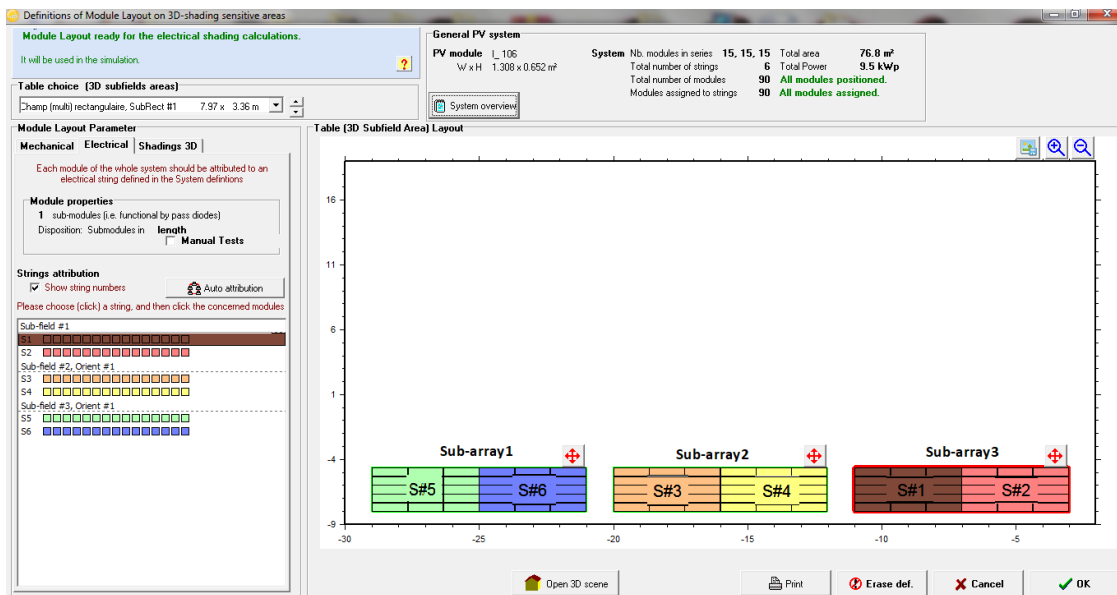 Definitions of Module Layout on 3D-shading sensitive areas
Module Layout ready for the electrical shading calculations.
It will be used in the simulation.
?
General PV system
PV module I_106
W x H 1.308 x 0.652 m²
System overview
System Nb. modules in series 15, 15, 15 Total area 76.8 m²
Total number of strings 6 Total Power 9.5 kWp
Total number of modules 90 All modules positioned.
Modules assigned to strings 90 All modules assigned.
Table choice (3D subfields areas)
Champ (multi) rectangulaire, SubRect #1 7.97 x 3.36 m
Module Layout Parameter
Mechanical Electrical Shadings 3D
Each module of the whole system should be attributed to an
electrical string defined in the System defintions
Module properties
1 sub-modules (i.e. functional by pass diodes)
Disposition: Submodules in length
Manual Tests
Strings attribution
Show string numbers
Auto attribution
Please choose (click) a string, and then click the concerned modules
Sub-field #1
S1
S2
Sub-field #2, Orient #1
S3
S4
Sub-field #3, Orient #1
S5
S6
Table (3D Subfield Area) Layout
16
11
6
1
-4
-9
Sub-array1
Sub-array2
Sub-array3
S#5
S#6
S#3
S#4
S#1
S#2
-30
-25
-20
-15
-10
-5
Open 3D scene
Print
Erase def.
Cancel
OK